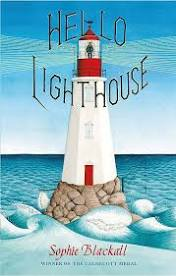 HELLO
LIGHTHOUSE
Sophie Blackall
WINNER OF THE CALDECOTT MEDAL